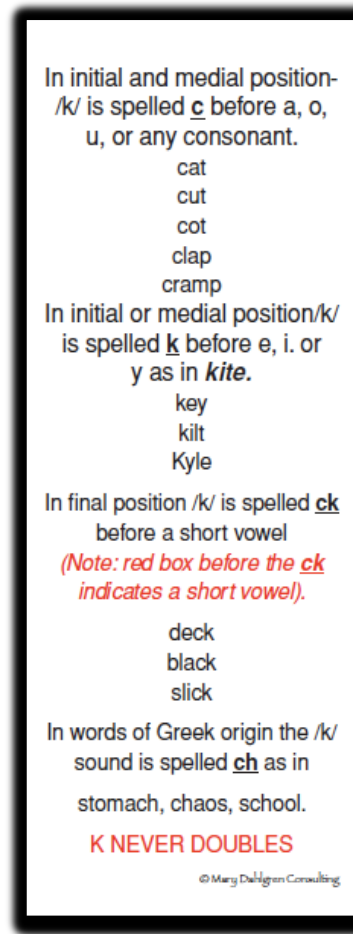 In initial and medial position-
/k/ is spelled c before a, o,
u, or any consonant.
cat
cut
cot
clap
cramp
In initial or medial position/k/
is spelled k before e, i. or
y as in kite.
key
kilt
Kyle
In final position /k/ is spelled ck
before a short vowel
(Note: red box before the ck
indicates a short vowel).
deck
black
slick
In words of Greek origin the /k/
sound is spelled ch as in
stomach, chaos, school.
K NEVER DOUBLES
© Mary Dahlgren Consulting